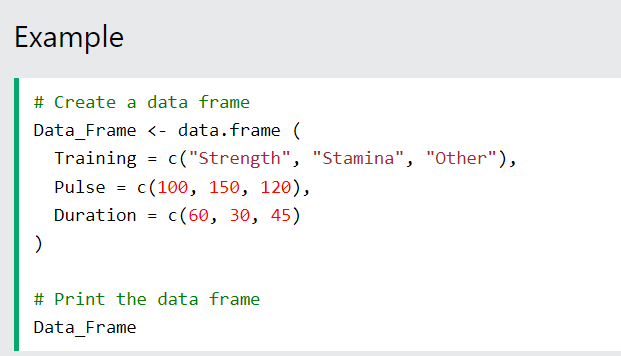 Example
# Create a data frame
Data_Frame <- data.frame (
  Training = c("Strength", "Stamina", "Other"),
  Pulse = c(100, 150, 120),
  Duration = c(60, 30, 45)
)
# Print the data frame
Data_Frame